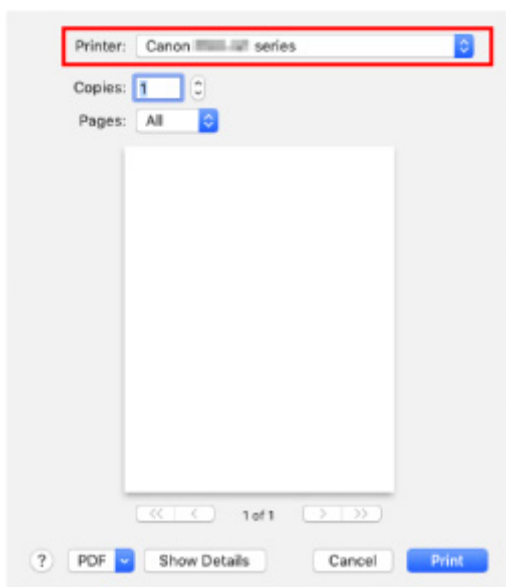 Printer: Canon series
Copies: 1
Pages: All
<< < 1 of 1 > >>
? PDF Show Details Cancel Print